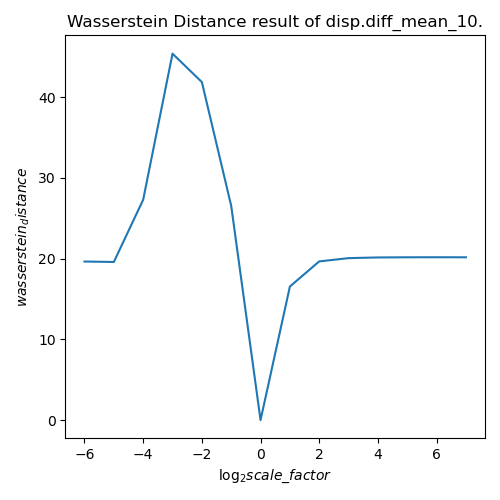 Wasserstein Distance result of disp.diff_mean_10.
40
30
20
10
0
wasserstein_distance
−6 −4 −2 0 2 4 6
log₂scale_factor